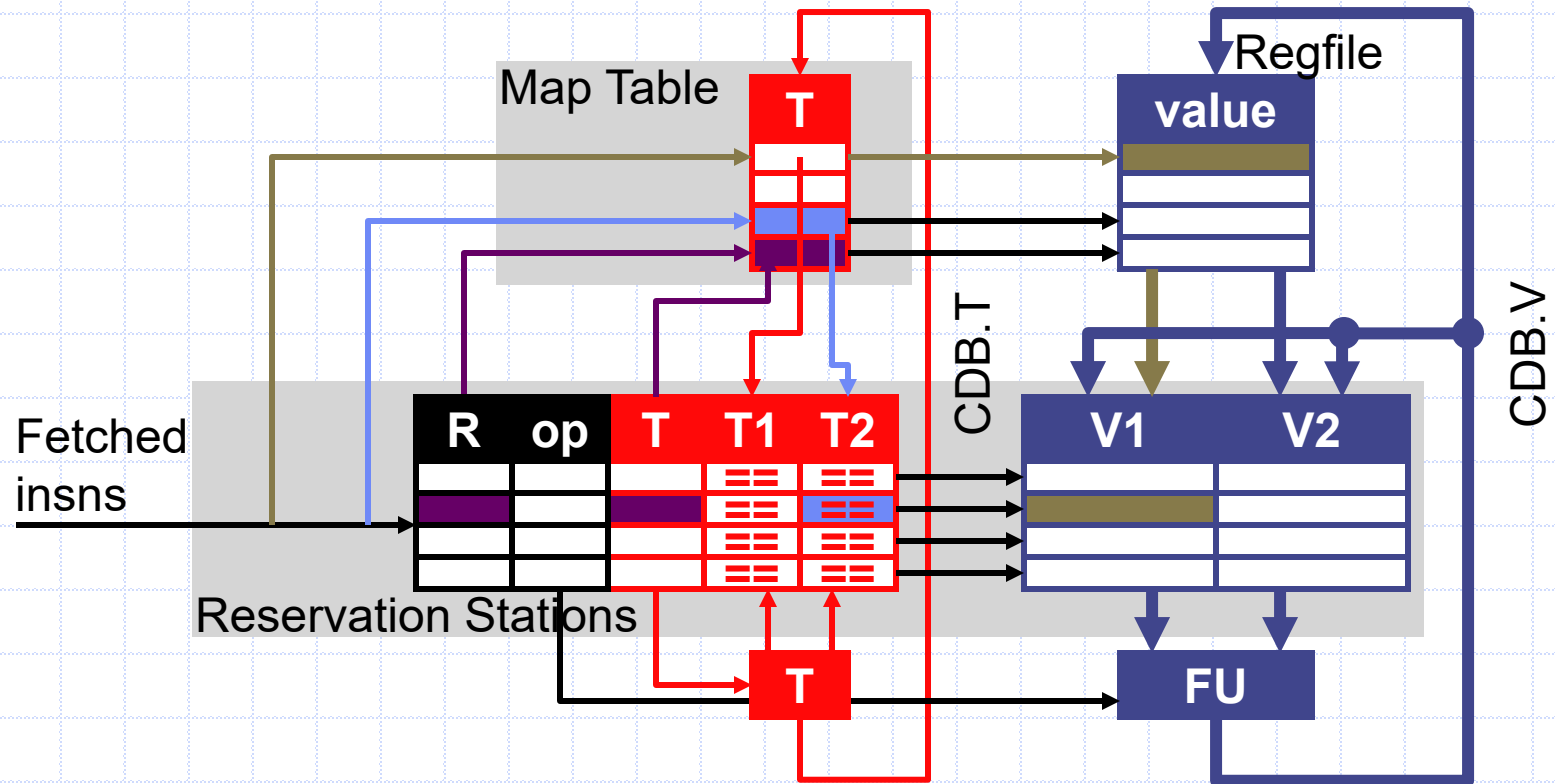 Regfile
Map Table
T
value
CDB.T
CDB.V
Fetched
insns
R op T T1 T2
V1 V2
Reservation Stations
T
FU